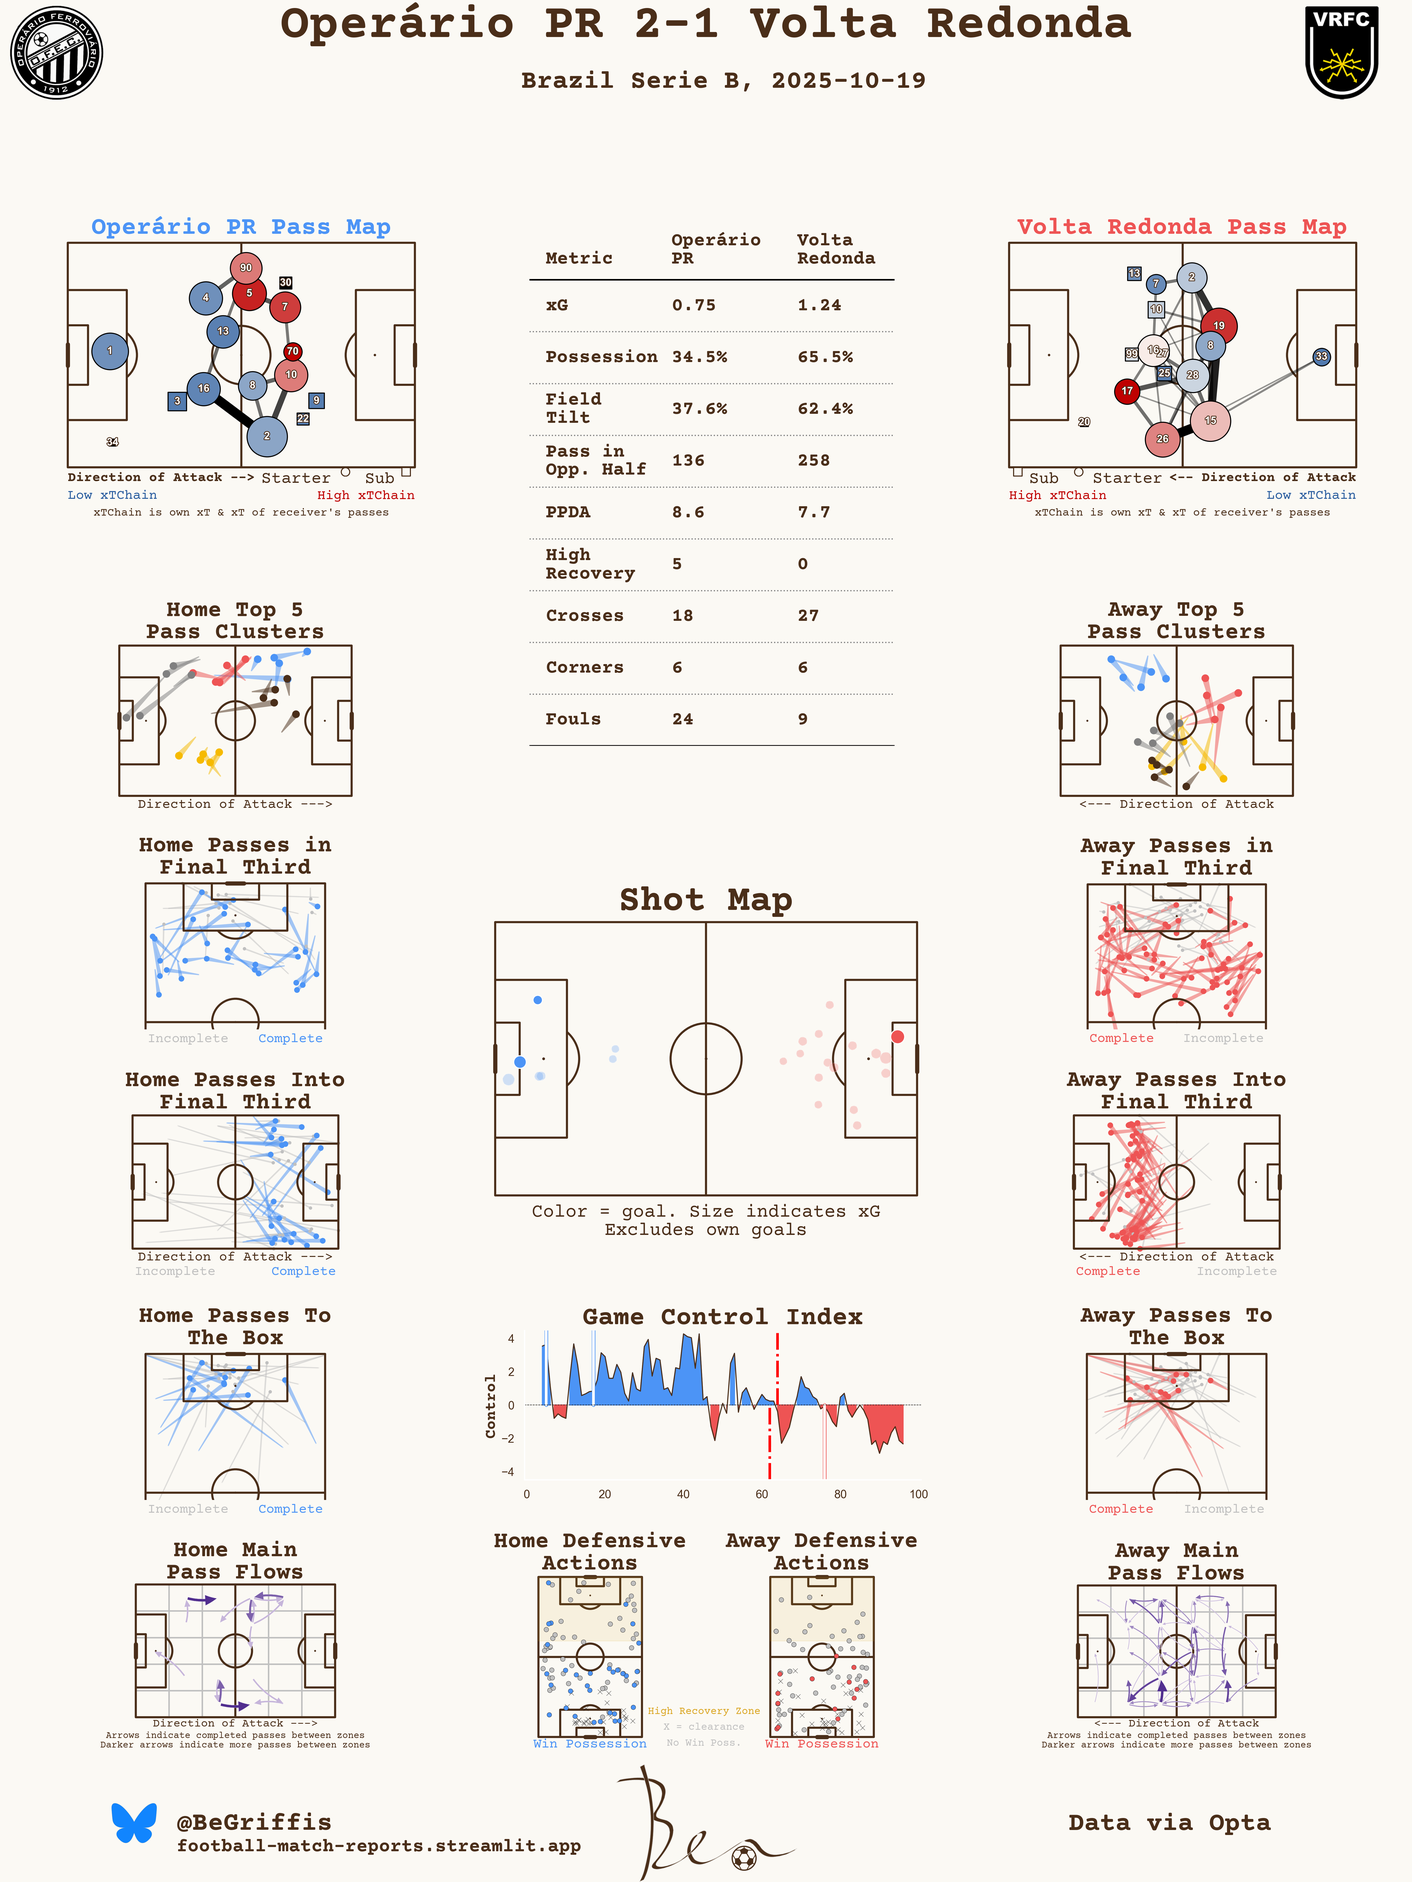 Operário PR 2-1 Volta Redonda
Brazil Serie B, 2025-10-19
OPERÁRIO FERROVIÁRIO
O.F.E.C.
1912
VRFC
Operário PR Pass Map
90
30
4
5
7
13
1
70
10
16
8
3
9
22
2
34
Direction of Attack --> Starter Sub
Low xTChain High xTChain
xTChain is own xT & xT of receiver's passes
Metric Operário PR Volta Redonda
xG 0.75 1.24
Possession 34.5% 65.5%
Field Tilt 37.6% 62.4%
Pass in Opp. Half 136 258
PPDA 8.6 7.7
High Recovery 5 0
Crosses 18 27
Corners 6 6
Fouls 24 9
Volta Redonda Pass Map
13
2
7
10
19
8
99
16
27
33
25
28
17
20
15
26
Sub Starter <-- Direction of Attack
High xTChain Low xTChain
xTChain is own xT & xT of receiver's passes
Home Top 5
Pass Clusters
Direction of Attack --->
Away Top 5
Pass Clusters
<--- Direction of Attack
Home Passes in
Final Third
Incomplete Complete
Away Passes in
Final Third
Complete Incomplete
Shot Map
Color = goal. Size indicates xG
Excludes own goals
Home Passes Into
Final Third
Direction of Attack --->
Incomplete Complete
Away Passes Into
Final Third
<--- Direction of Attack
Complete Incomplete
Home Passes To
The Box
Incomplete Complete
Game Control Index
Control
4
2
0
−2
−4
0 20 40 60 80 100
Away Passes To
The Box
Complete Incomplete
Home Main
Pass Flows
Direction of Attack --->
Arrows indicate completed passes between zones
Darker arrows indicate more passes between zones
Home Defensive
Actions
Win Possession
Away Defensive
Actions
Win Possession
High Recovery Zone
X = clearance
No Win Poss.
Away Main
Pass Flows
<--- Direction of Attack
Arrows indicate completed passes between zones
Darker arrows indicate more passes between zones
@BeGriffis
football-match-reports.streamlit.app
Ben
Data via Opta